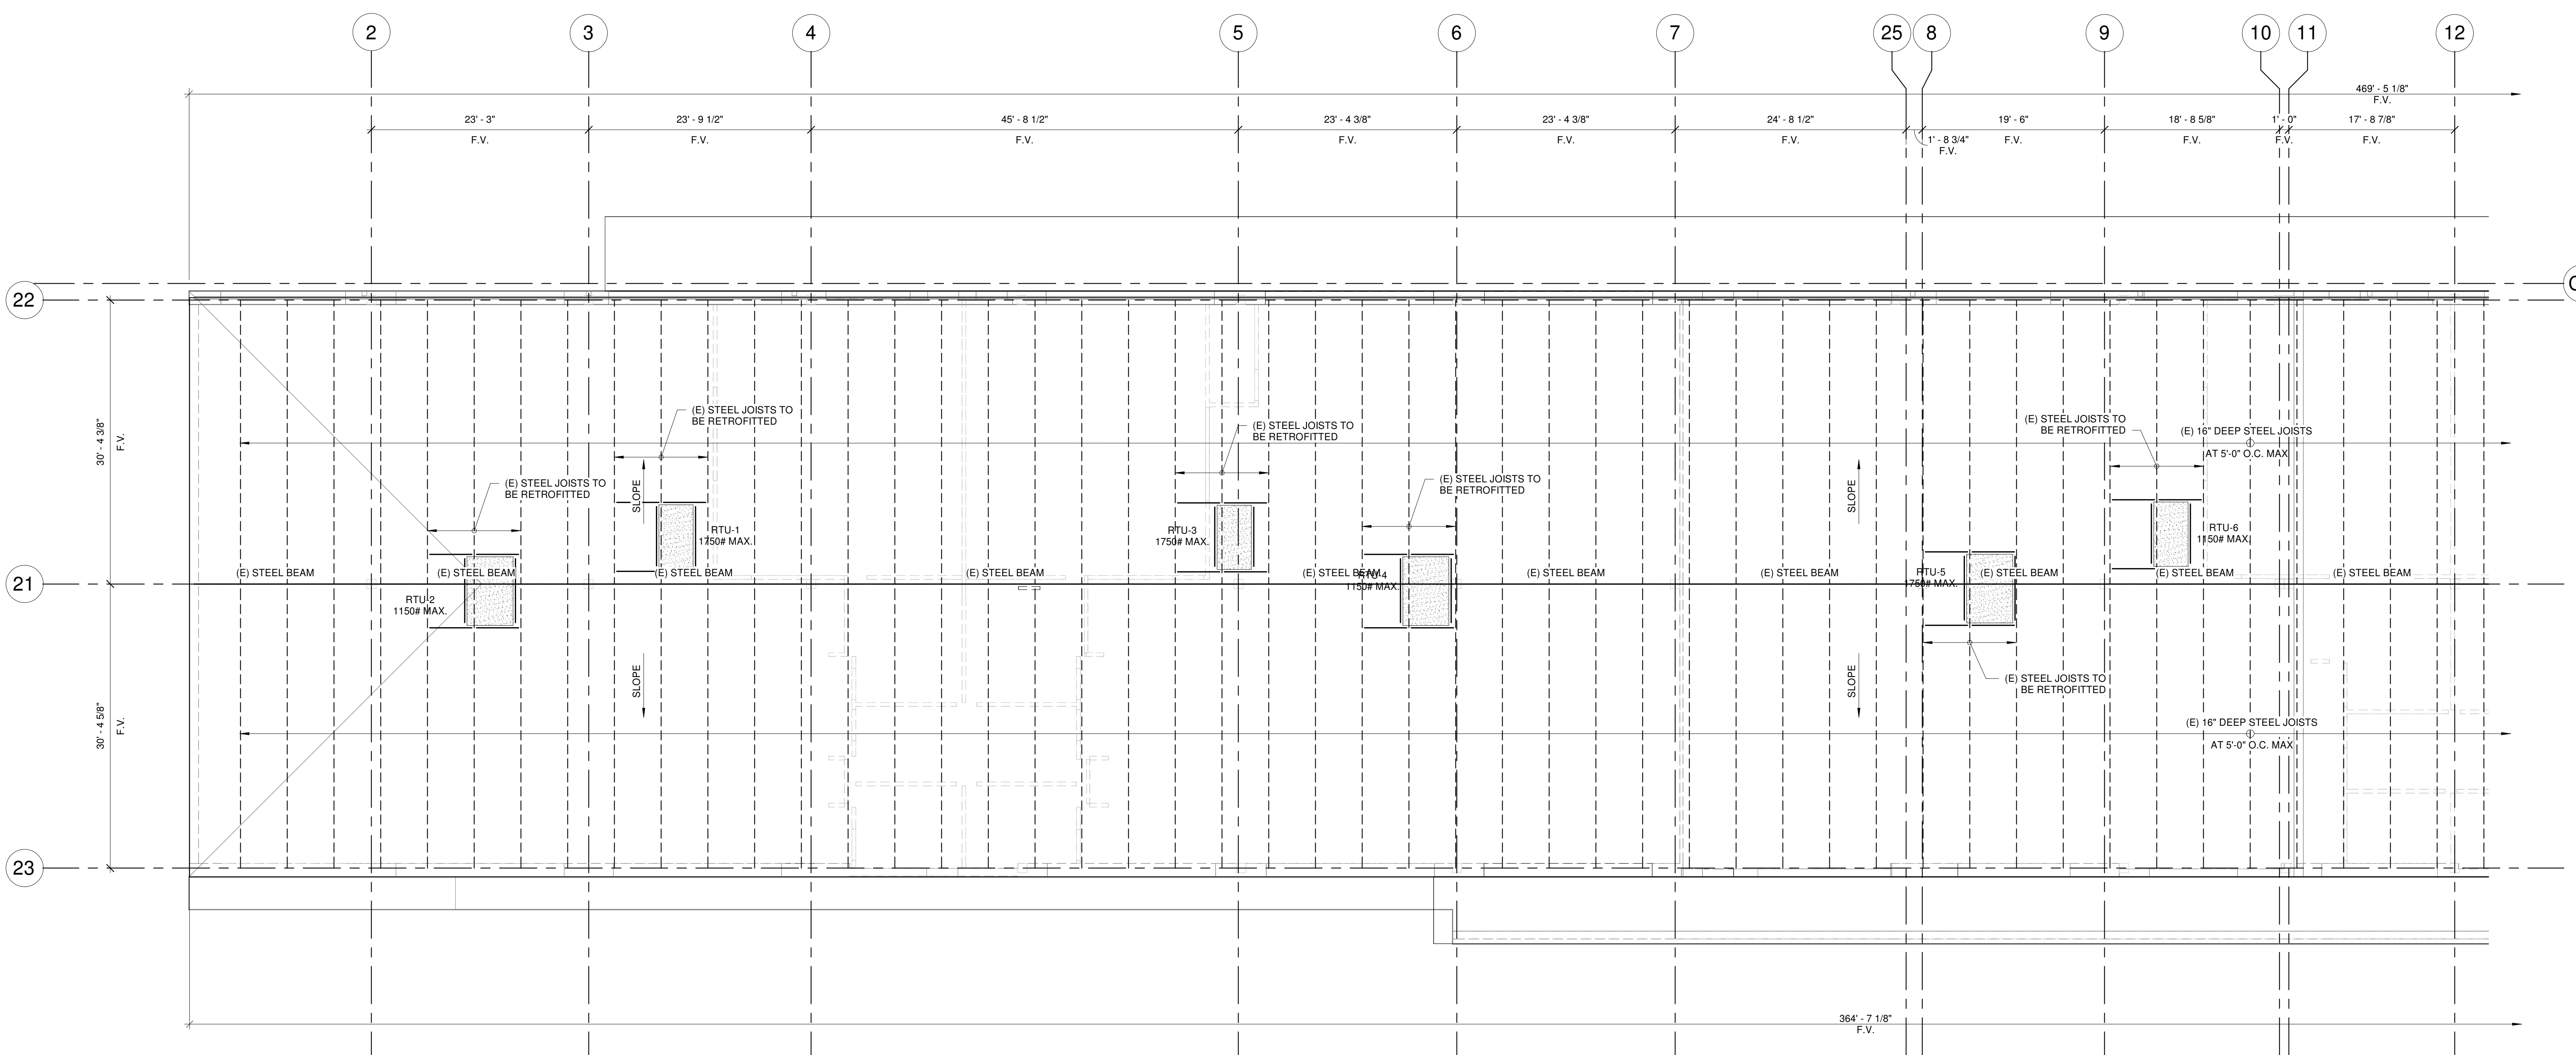 2
3
4
5
6
7
25
8
9
10
11
12
469' - 5 1/8"
F.V.
23' - 3"
F.V.
23' - 9 1/2"
F.V.
45' - 8 1/2"
F.V.
23' - 4 3/8"
F.V.
23' - 4 3/8"
F.V.
24' - 8 1/2"
F.V.
1' - 8 3/4"
F.V.
19' - 6"
F.V.
18' - 8 5/8"
F.V.
1' - 0"
F.V.
17' - 8 7/8"
F.V.
22
30' - 4 3/8"
F.V.
(E) STEEL JOISTS TO
BE RETROFITTED
(E) STEEL JOISTS TO
BE RETROFITTED
(E) STEEL JOISTS TO
BE RETROFITTED
(E) STEEL JOISTS TO
BE RETROFITTED
(E) STEEL JOISTS TO
BE RETROFITTED
(E) 16" DEEP STEEL JOISTS
AT 5'-0" O.C. MAX
SLOPE
SLOPE
RTU-1
1750# MAX.
RTU-3
1750# MAX.
RTU-6
1150# MAX.
21
(E) STEEL BEAM
(E) STEEL BEAM
(E) STEEL BEAM
(E) STEEL BEAM
(E) STEEL BEAM
(E) STEEL BEAM
(E) STEEL BEAM
(E) STEEL BEAM
(E) STEEL BEAM
(E) STEEL BEAM
RTU-2
1150# MAX.
RTU-4
1150# MAX.
RTU-5
1750# MAX.
SLOPE
SLOPE
(E) STEEL JOISTS TO
BE RETROFITTED
30' - 4 5/8"
F.V.
(E) 16" DEEP STEEL JOISTS
AT 5'-0" O.C. MAX
23
364' - 7 1/8"
F.V.